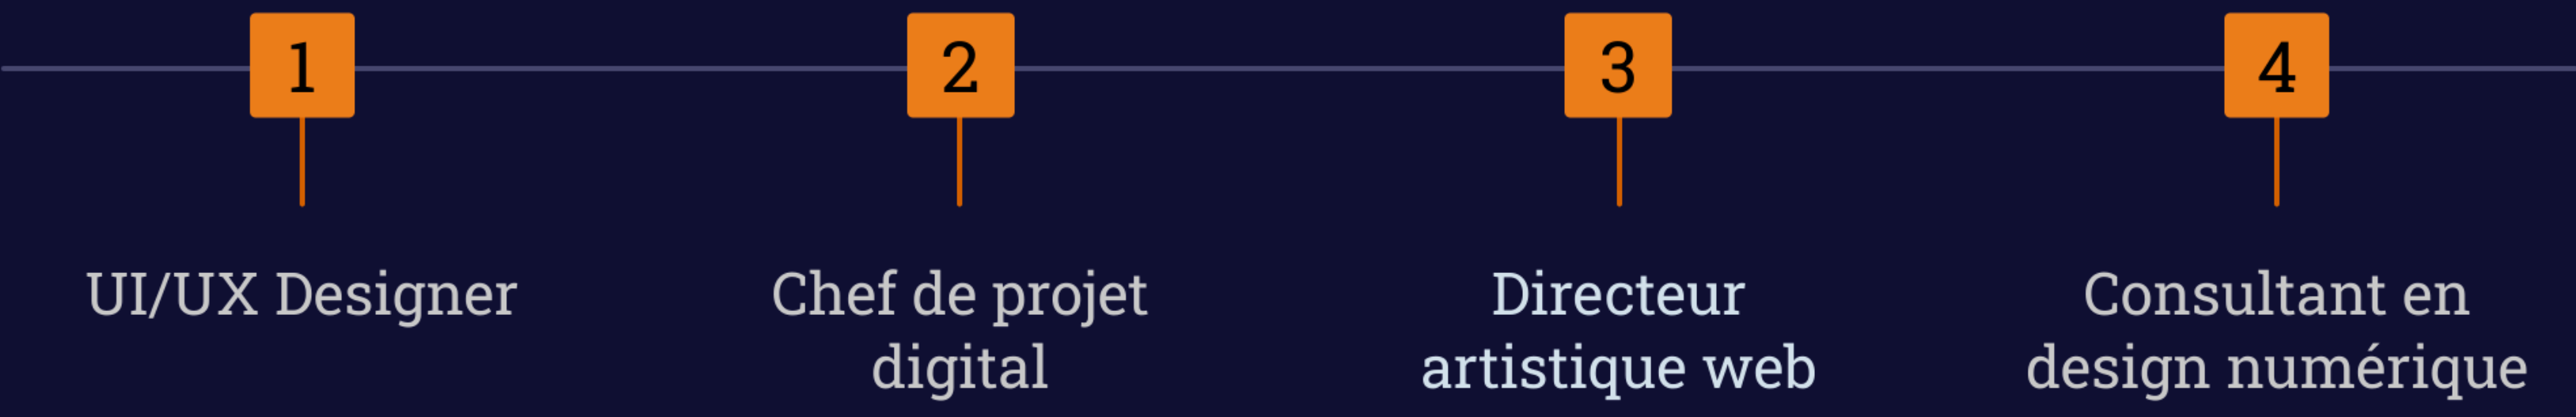 1
2
3
4
UI/UX Designer
Chef de projet
digital
Directeur
artistique web
Consultant en
design numérique